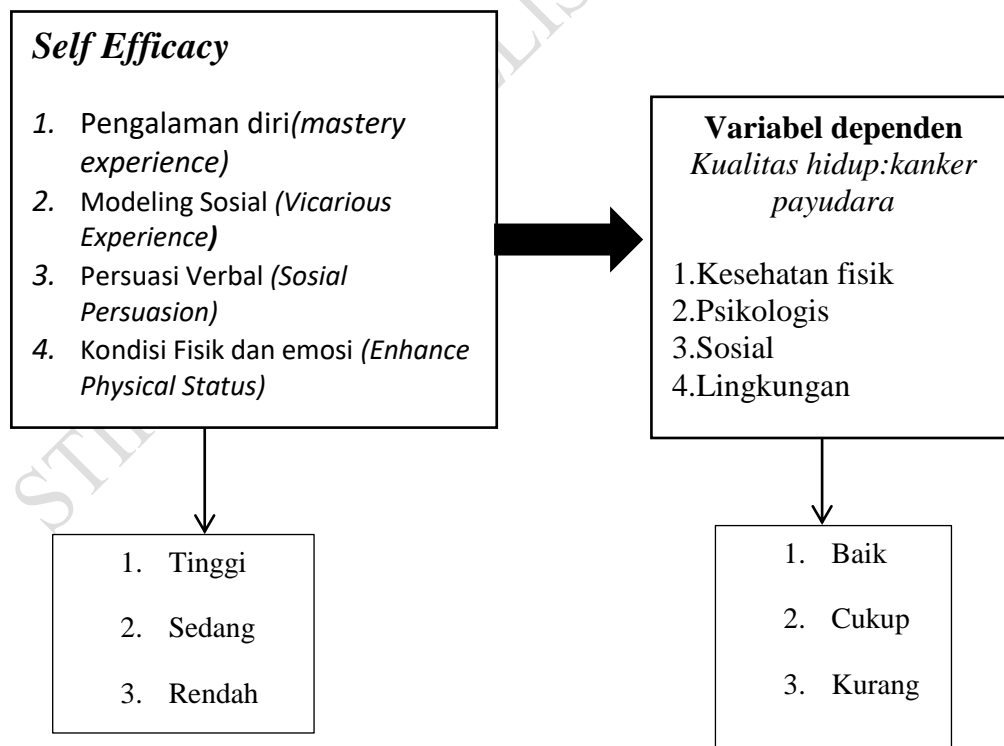 Self Efficacy
1. Pengalaman diri(mastery
experience)
2. Modeling Sosial (Vicarious
Experience)
3. Persuasi Verbal (Sosial
Persuasion)
4. Kondisi Fisik dan emosi (Enhance
Physical Status)
Variabel dependen
Kualitas hidup:kanker
payudara
1.Kesehatan fisik
2.Psikologis
3.Sosial
4.Lingkungan
1. Tinggi
2. Sedang
3. Rendah
1. Baik
2. Cukup
3. Kurang